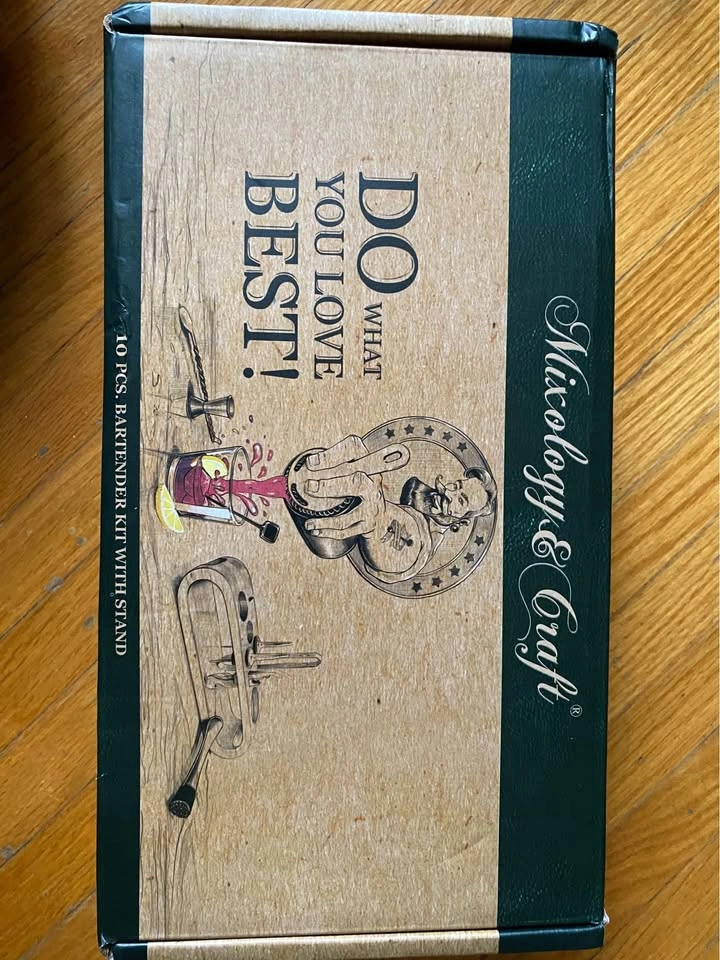 Mixology & Craft®
DO WHAT
YOU LOVE
BEST!
10 PCS. BARTENDER KIT WITH STAND